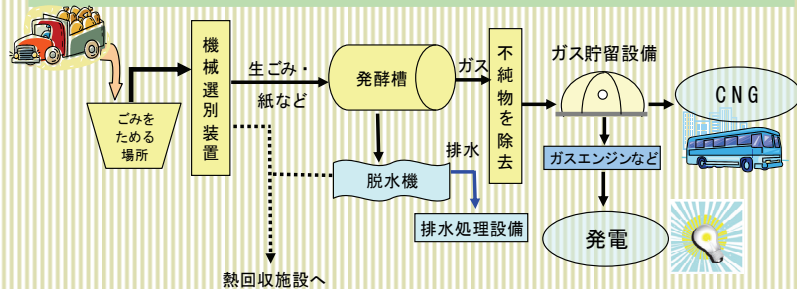 ごみを
ためる
場所
機械選別装置
生ごみ・
紙など
発酵槽
ガス
不純物を除去
ガス貯留設備
CNG
ガスエンジンなど
発電
脱水機
排水
排水処理設備
熱回収施設へ